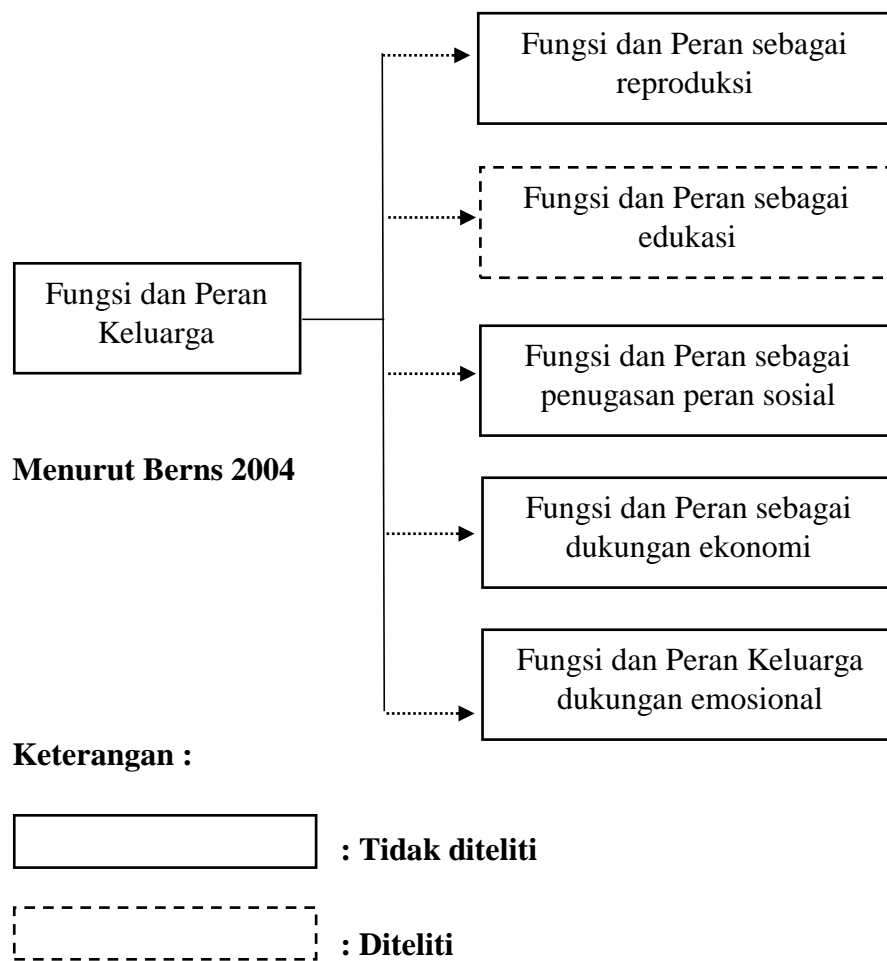 Fungsi dan Peran sebagai
reproduksi
Fungsi dan Peran sebagai
edukasi
Fungsi dan Peran
Keluarga
Fungsi dan Peran sebagai
penugasan peran sosial
Menurut Berns 2004
Fungsi dan Peran sebagai
dukungan ekonomi
Fungsi dan Peran Keluarga
dukungan emosional
Keterangan :
: Tidak diteliti
: Diteliti